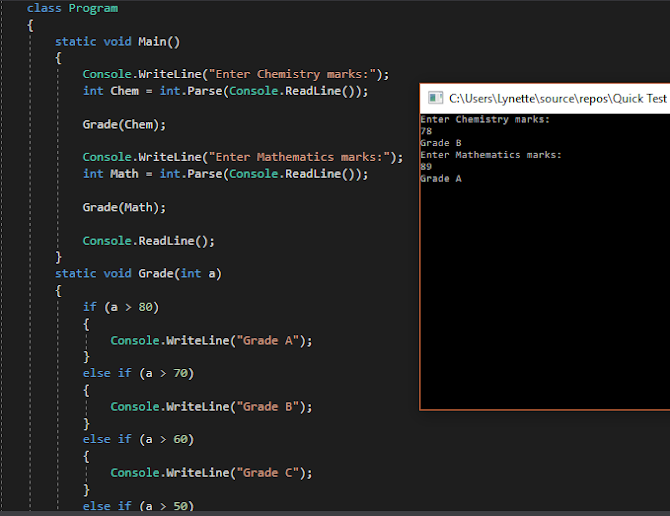 class Program
{
static void Main()
{
Console.WriteLine("Enter Chemistry marks:");
int Chem = int.Parse(Console.ReadLine());
Grade(Chem);
Console.WriteLine("Enter Mathematics marks:");
int Math = int.Parse(Console.ReadLine());
Grade(Math);
Console.ReadLine();
}
static void Grade(int a)
{
if (a > 80)
{
Console.WriteLine("Grade A");
}
else if (a > 70)
{
Console.WriteLine("Grade B");
}
else if (a > 60)
{
Console.WriteLine("Grade C");
}
else if (a > 50)
C:\Users\Lynette\source\repos\Quick Test
Enter Chemistry marks:
78
Grade B
Enter Mathematics marks:
89
Grade A